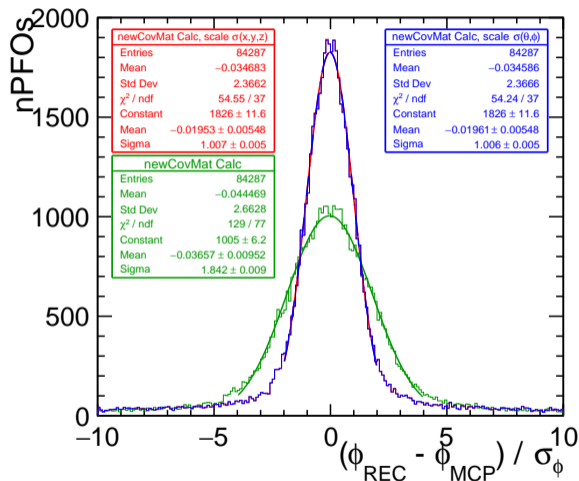 nPFOs
2000
1500
1000
500
0
newCovMat Calc, scale σ(x,y,z)
Entries 84287
Mean −0.034683
Std Dev 2.3662
χ² / ndf 54.55 / 37
Constant 1826 ± 11.6
Mean −0.01953 ± 0.00548
Sigma 1.007 ± 0.005
newCovMat Calc, scale σ(θ,ϕ)
Entries 84287
Mean −0.034586
Std Dev 2.3666
χ² / ndf 54.24 / 37
Constant 1826 ± 11.6
Mean −0.01961 ± 0.00548
Sigma 1.006 ± 0.005
newCovMat Calc
Entries 84287
Mean −0.044469
Std Dev 2.6628
χ² / ndf 129 / 77
Constant 1005 ± 6.2
Mean −0.03657 ± 0.00952
Sigma 1.842 ± 0.009
−10 −5 0 5 10
(ϕ_REC - ϕ_MCP) / σ_ϕ